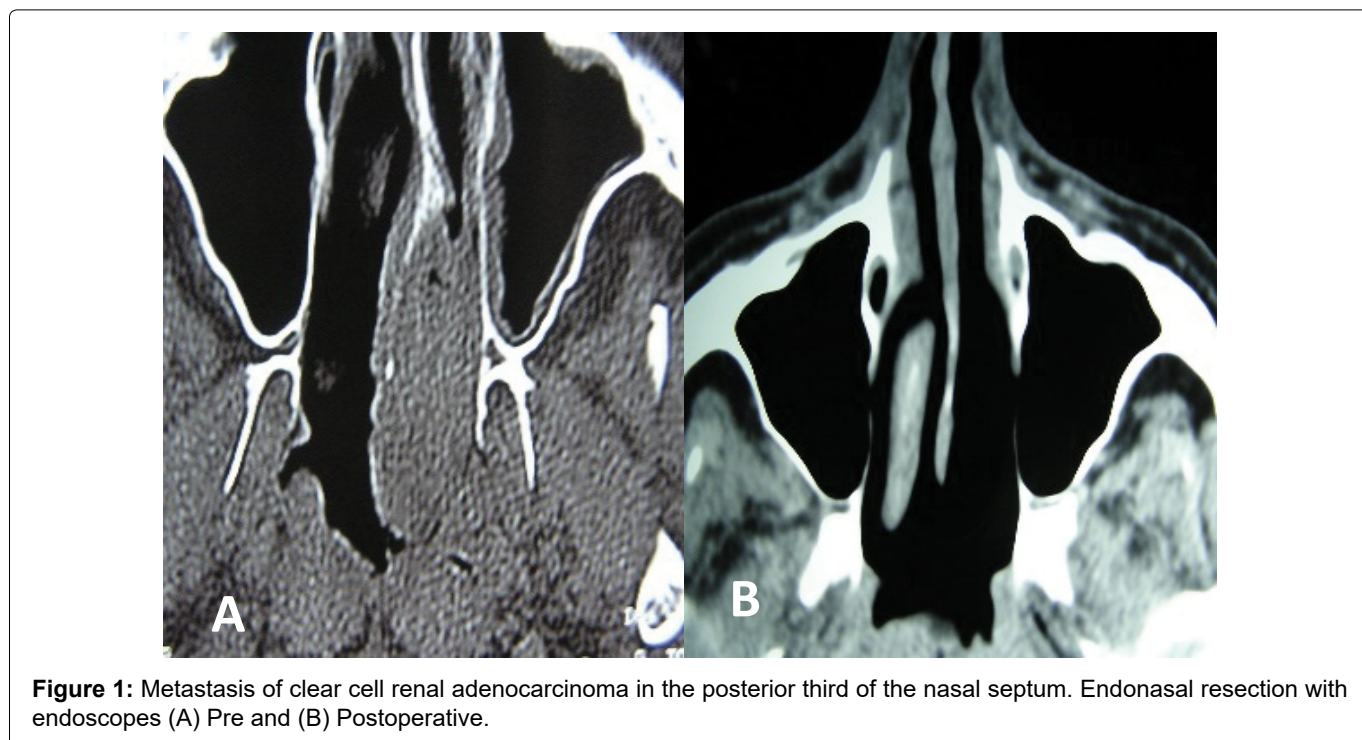 A
B
Figure 1: Metastasis of clear cell renal adenocarcinoma in the posterior third of the nasal septum. Endonasal resection with
endoscopes (A) Pre and (B) Postoperative.